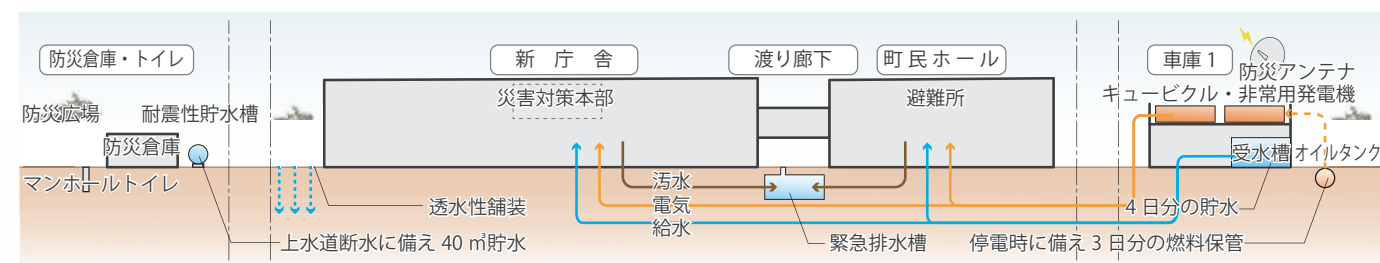 防災倉庫・トイレ
新庁舎
渡り廊下
町民ホール
車庫1
防災アンテナ
キュービクル・非常用発電機
災害対策本部
避難所
防災広場
耐震性貯水槽
防災倉庫
受水槽
オイルタンク
マンホールトイレ
汚水
電気
給水
透水性舗装
4日分の貯水
上水道断水に備え40㎥貯水
緊急排水槽
停電時に備え3日分の燃料保管